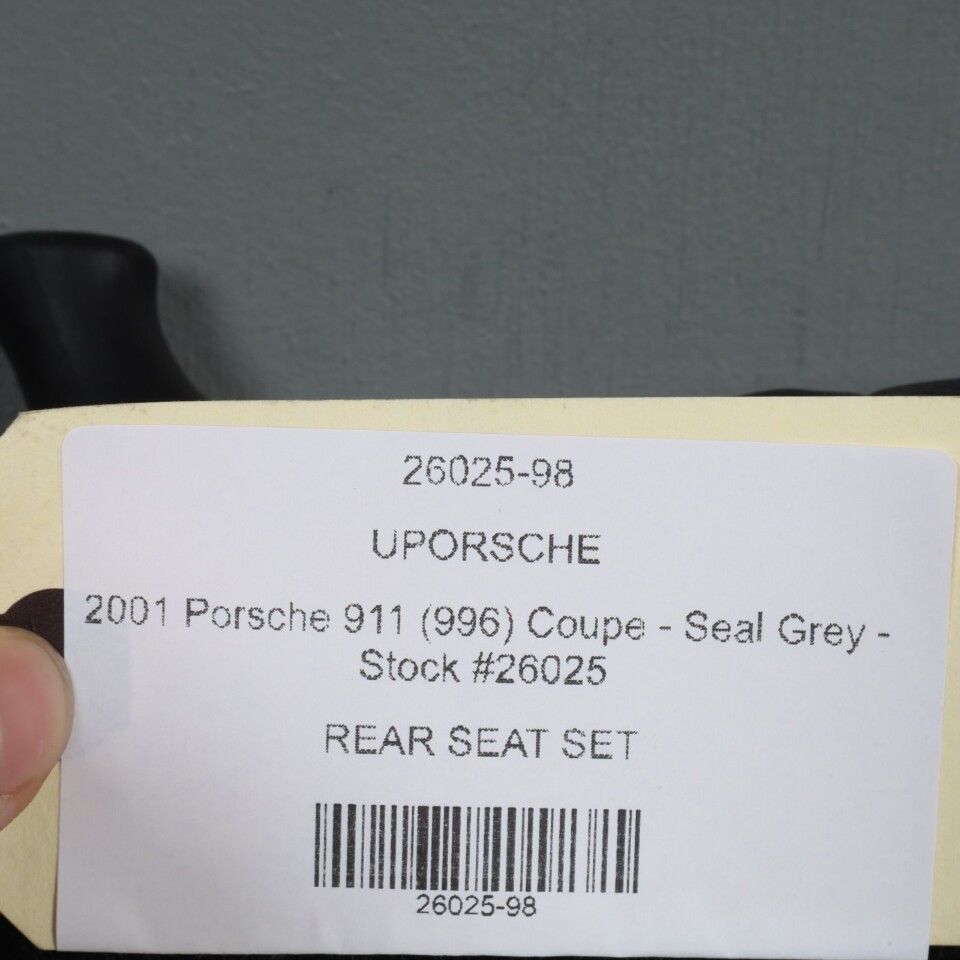 26025-98
UPORSCHE
2001 Porsche 911 (996) Coupe - Seal Grey -
Stock #26025
REAR SEAT SET
26025-98